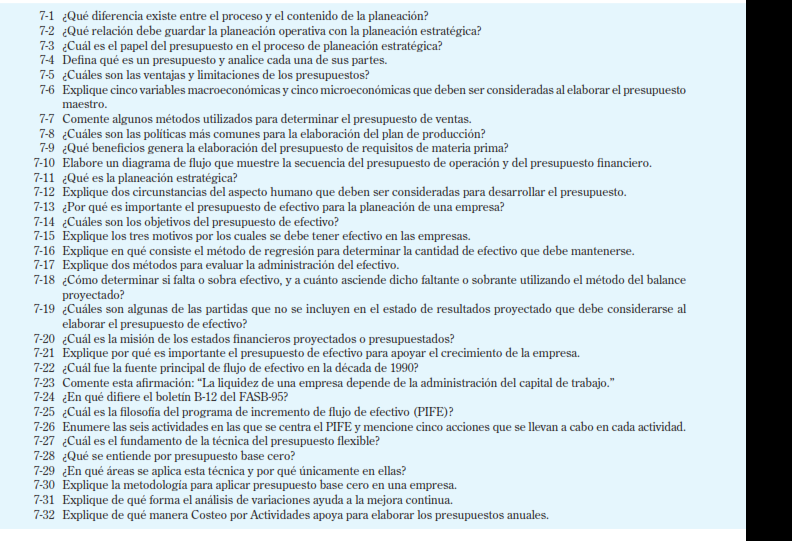 7-1 ¿Qué diferencia existe entre el proceso y el contenido de la planeación?
7-2 ¿Qué relación debe guardar la planeación operativa con la planeación estratégica?
7-3 ¿Cuál es el papel del presupuesto en el proceso de planeación estratégica?
7-4 Defina qué es un presupuesto y analice cada una de sus partes.
7-5 ¿Cuáles son las ventajas y limitaciones de los presupuestos?
7-6 Explique cinco variables macroeconómicas y cinco microeconómicas que deben ser consideradas al elaborar el presupuesto
maestro.
7-7 Comente algunos métodos utilizados para determinar el presupuesto de ventas.
7-8 ¿Cuáles son las políticas más comunes para la elaboración del plan de producción?
7-9 ¿Qué beneficios genera la elaboración del presupuesto de requisitos de materia prima?
7-10 Elabore un diagrama de flujo que muestre la secuencia del presupuesto de operación y del presupuesto financiero.
7-11 ¿Qué es la planeación estratégica?
7-12 Explique dos circunstancias del aspecto humano que deben ser consideradas para desarrollar el presupuesto.
7-13 ¿Por qué es importante el presupuesto de efectivo para la planeación de una empresa?
7-14 ¿Cuáles son los objetivos del presupuesto de efectivo?
7-15 Explique los tres motivos por los cuales se debe tener efectivo en las empresas.
7-16 Explique en qué consiste el método de regresión para determinar la cantidad de efectivo que debe mantenerse.
7-17 Explique dos métodos para evaluar la administración del efectivo.
7-18 ¿Cómo determinar si falta o sobra efectivo, y a cuánto asciende dicho faltante o sobrante utilizando el método del balance
proyectado?
7-19 ¿Cuáles son algunas de las partidas que no se incluyen en el estado de resultados proyectado que debe considerarse al
elaborar el presupuesto de efectivo?
7-20 ¿Cuál es la misión de los estados financieros proyectados o presupuestados?
7-21 Explique por qué es importante el presupuesto de efectivo para apoyar el crecimiento de la empresa.
7-22 ¿Cuál fue la fuente principal de flujo de efectivo en la década de 1990?
7-23 Comente esta afirmación: “La liquidez de una empresa depende de la administración del capital de trabajo.”
7-24 ¿En qué difiere el boletín B-12 del FASB-95?
7-25 ¿Cuál es la filosofía del programa de incremento de flujo de efectivo (PIFE)?
7-26 Enumere las seis actividades en las que se centra el PIFE y mencione cinco acciones que se llevan a cabo en cada actividad.
7-27 ¿Cuál es el fundamento de la técnica del presupuesto flexible?
7-28 ¿Qué se entiende por presupuesto base cero?
7-29 ¿En qué áreas se aplica esta técnica y por qué únicamente en ellas?
7-30 Explique la metodología para aplicar presupuesto base cero en una empresa.
7-31 Explique de qué forma el análisis de variaciones ayuda a la mejora continua.
7-32 Explique de qué manera Costeo por Actividades apoya para elaborar los presupuestos anuales.